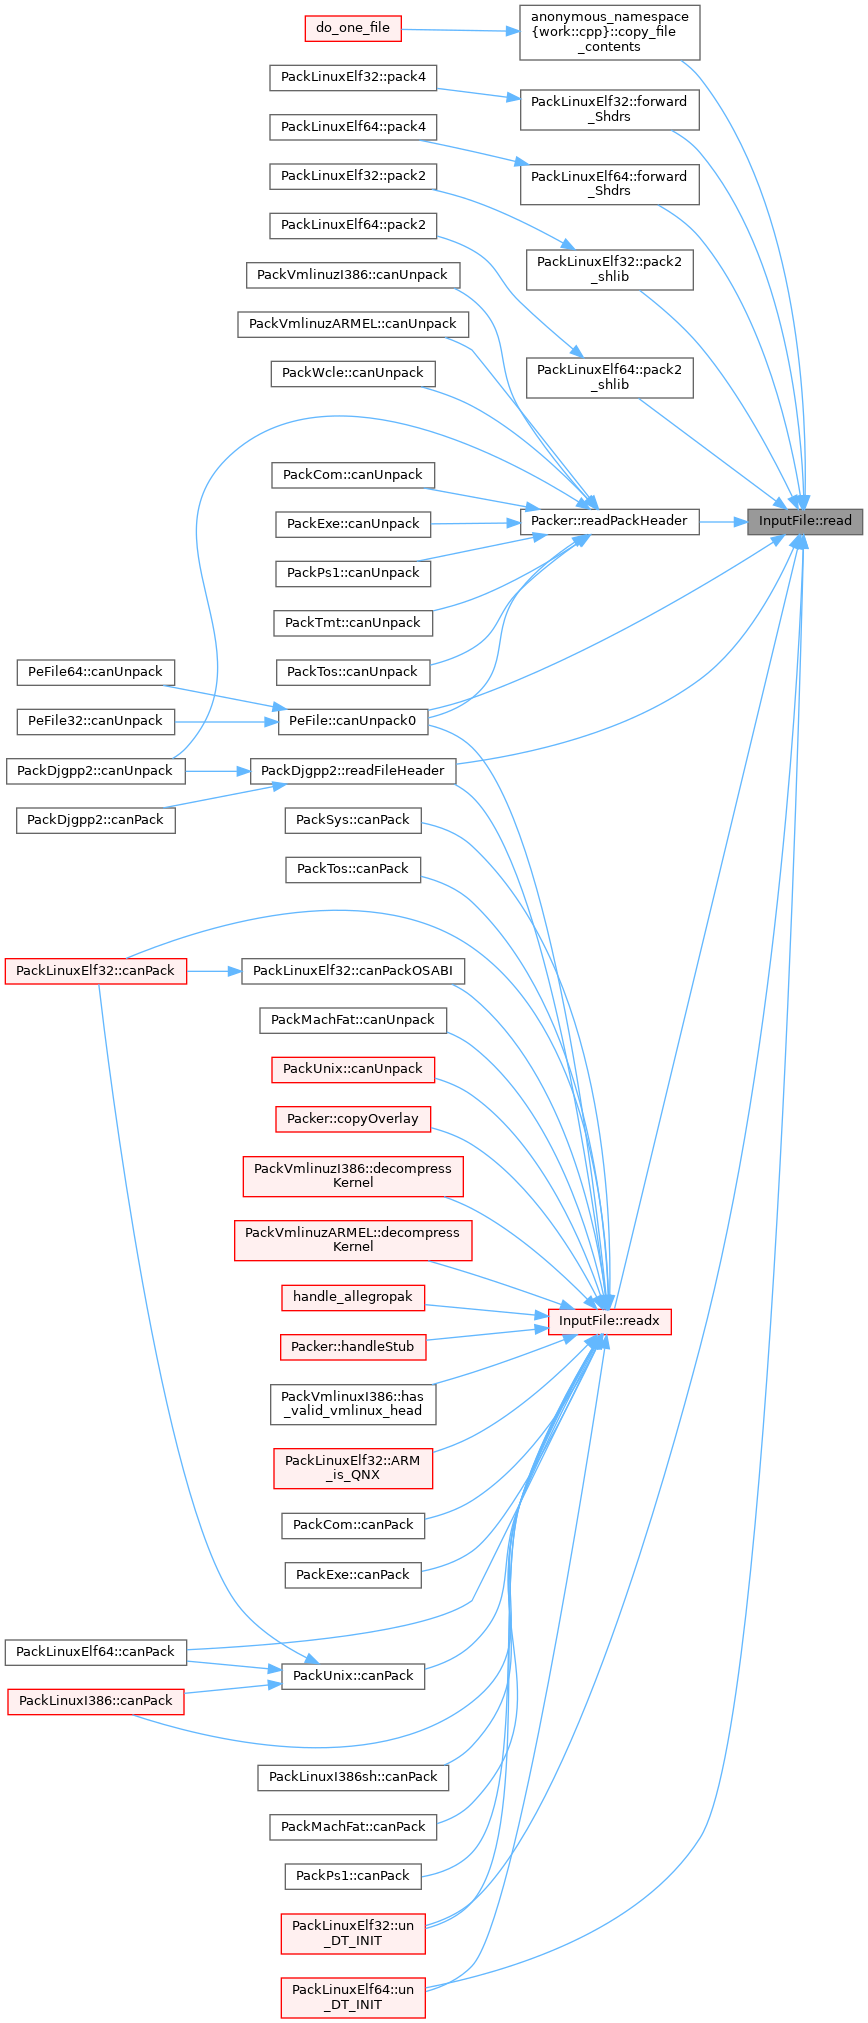 anonymous_namespace
{work::cpp}::copy_file
_contents
do_one_file
PackLinuxElf32::pack4
PackLinuxElf32::forward
_Shdrs
PackLinuxElf64::pack4
PackLinuxElf64::forward
_Shdrs
PackLinuxElf32::pack2
PackLinuxElf64::pack2
PackLinuxElf32::pack2
_shlib
PackVmlinuzI386::canUnpack
PackVmlinuzARMEL::canUnpack
PackWcle::canUnpack
PackLinuxElf64::pack2
_shlib
PackCom::canUnpack
PackExe::canUnpack
Packer::readPackHeader
InputFile::read
PackPs1::canUnpack
PackTmt::canUnpack
PackTos::canUnpack
PeFile64::canUnpack
PeFile32::canUnpack
PeFile::canUnpack0
PackDjgpp2::canUnpack
PackDjgpp2::readFileHeader
PackDjgpp2::canPack
PackSys::canPack
PackTos::canPack
PackLinuxElf32::canPack
PackLinuxElf32::canPackOSABI
PackMachFat::canUnpack
PackUnix::canUnpack
Packer::copyOverlay
PackVmlinuzI386::decompress
Kernel
PackVmlinuzARMEL::decompress
Kernel
handle_allegropak
InputFile::readx
Packer::handleStub
PackVmlinuxI386::has
_valid_vmlinux_head
PackLinuxElf32::ARM
_is_QNX
PackCom::canPack
PackExe::canPack
PackLinuxElf64::canPack
PackUnix::canPack
PackLinuxI386::canPack
PackLinuxI386sh::canPack
PackMachFat::canPack
PackPs1::canPack
PackLinuxElf32::un
_DT_INIT
PackLinuxElf64::un
_DT_INIT